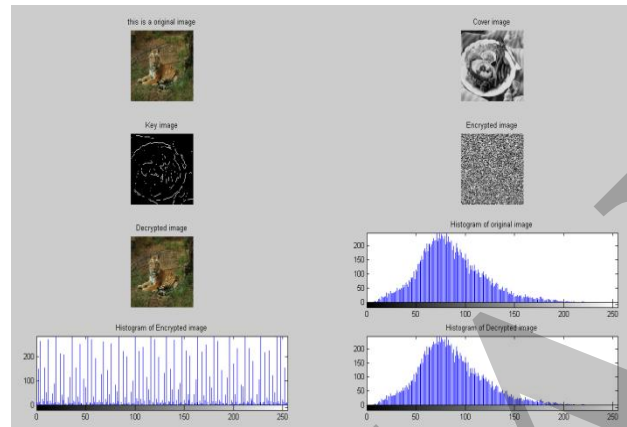 this is a original image
Cover image
Key image
Encrypted image
Decrypted image
Histogram of original image
200
150
100
50
0
0 50 100 150 200 250
Histogram of Encrypted image
200
100
0
0 50 100 150 200 250
Histogram of Decrypted image
200
150
100
50
0
0 50 100 150 200 250